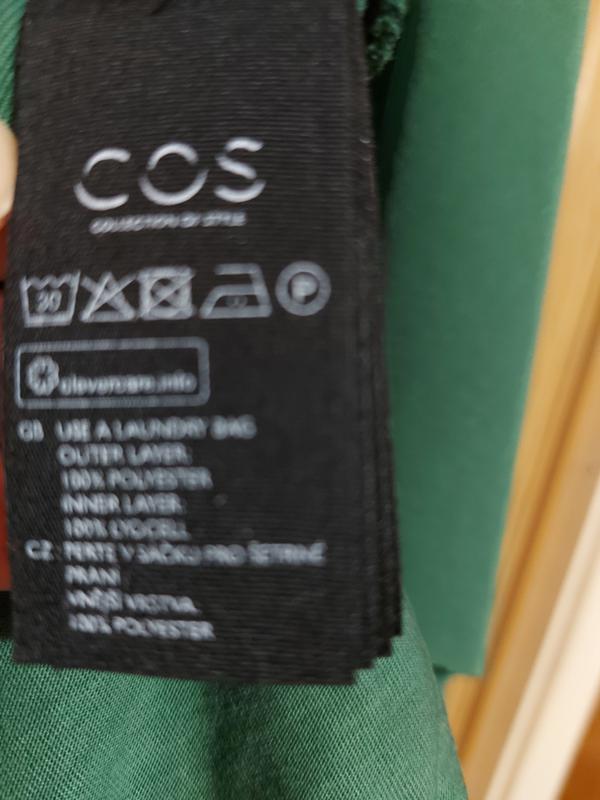 COS
COLLECTION OF STYLE
30
P
clevercare.info
GB USE A LAUNDRY BAG
OUTER LAYER:
100% POLYESTER
INNER LAYER:
100% LYOCELL
CZ PERTE V SÁČKU PRO ŠETRNÉ
PRANÍ
VNĚJŠÍ VRSTVA:
100% POLYESTER